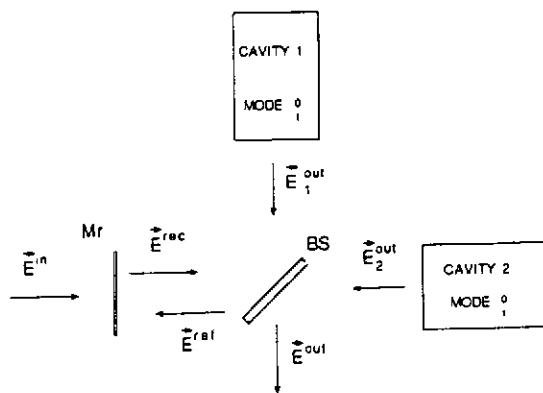 CAVITY 1
MODE 0 1
E 1 out
Mr
E in
E rec
BS
E 2 out
CAVITY 2
MODE 0 1
E ref
E out